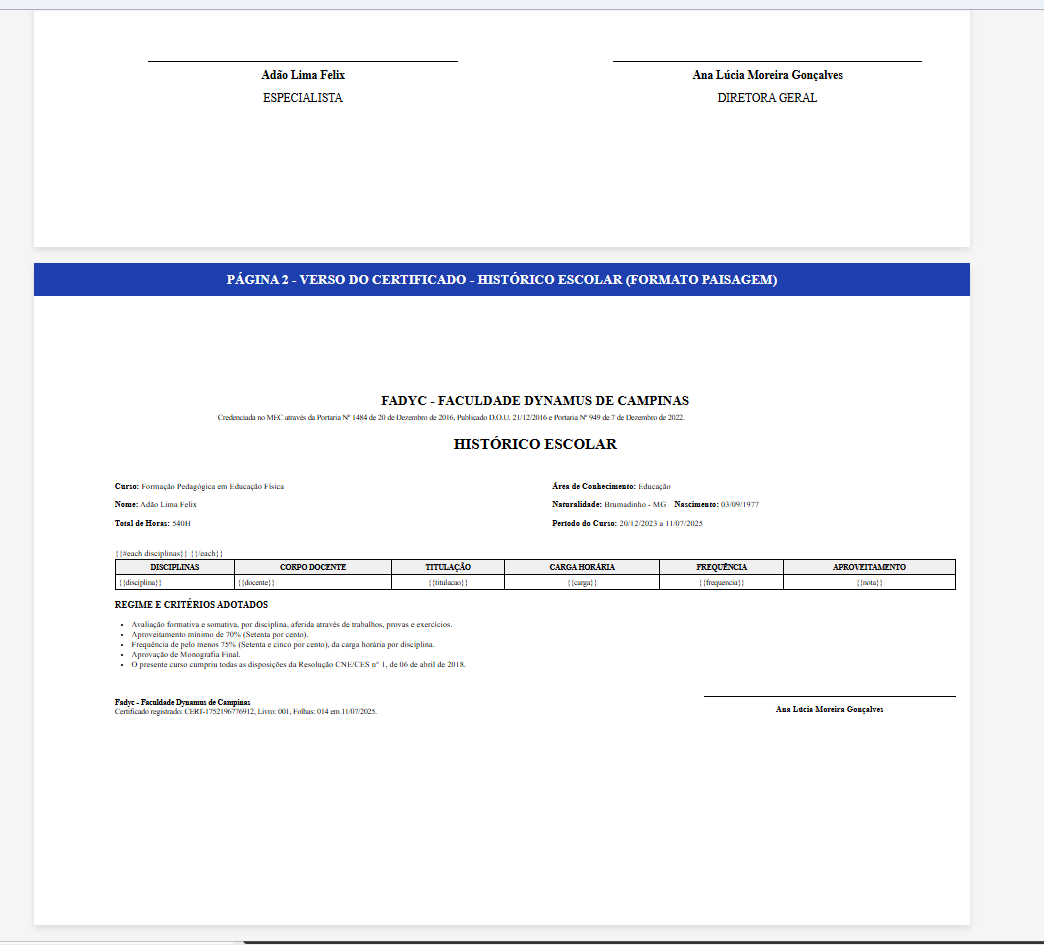 Adão Lima Felix
ESPECIALISTA
Ana Lúcia Moreira Gonçalves
DIRETORA GERAL
PÁGINA 2 - VERSO DO CERTIFICADO - HISTÓRICO ESCOLAR (FORMATO PAISAGEM)
FADYC - FACULDADE DYNAMUS DE CAMPINAS
Credenciada no MEC através da Portaria Nº 1484 de 20 de Dezembro de 2016, Publicado D.O.U. 21/12/2016 e Portaria Nº 949 de 7 de Dezembro de 2022.
HISTÓRICO ESCOLAR
Curso: Formação Pedagógica em Educação Física
Área de Conhecimento: Educação
Nome: Adão Lima Felix
Naturalidade: Brumadinho - MG Nascimento: 03/09/1977
Total de Horas: 540H
Período do Curso: 20/12/2023 a 11/07/2025
{{#each disciplinas}} {{/each}}
DISCIPLINAS CORPO DOCENTE TITULAÇÃO CARGA HORÁRIA FREQUÊNCIA APROVEITAMENTO
{{disciplina}} {{docente}} {{titulacao}} {{carga}} {{frequencia}} {{nota}}
REGIME E CRITÉRIOS ADOTADOS
• Avaliação formativa e somativa, por disciplina, aferida através de trabalhos, provas e exercícios.
• Aproveitamento mínimo de 70% (Setenta por cento).
• Frequência de pelo menos 75% (Setenta e cinco por cento), da carga horária por disciplina.
• Aprovação de Monografia Final.
• O presente curso cumpriu todas as disposições da Resolução CNE/CES n° 1, de 06 de abril de 2018.
Fadyc - Faculdade Dynamus de Campinas
Certificado registrado: CERT-1752196776912, Livro: 001, Folhas: 014 em 11/07/2025.
Ana Lúcia Moreira Gonçalves